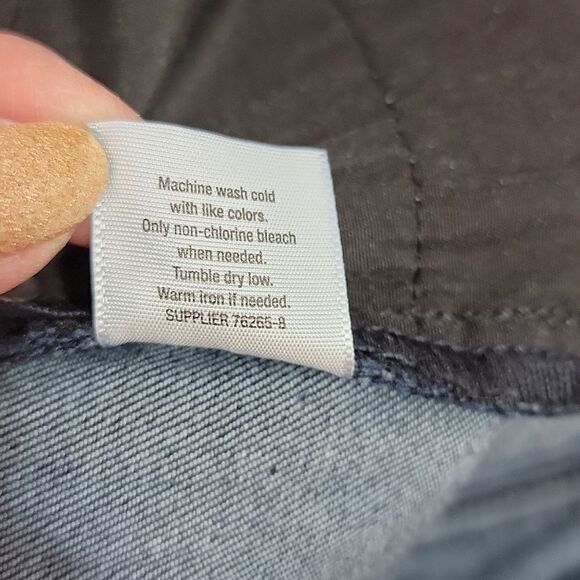 Machine wash cold
with like colors.
Only non-chlorine bleach
when needed.
Tumble dry low.
Warm iron if needed.
SUPPLIER 76265-8